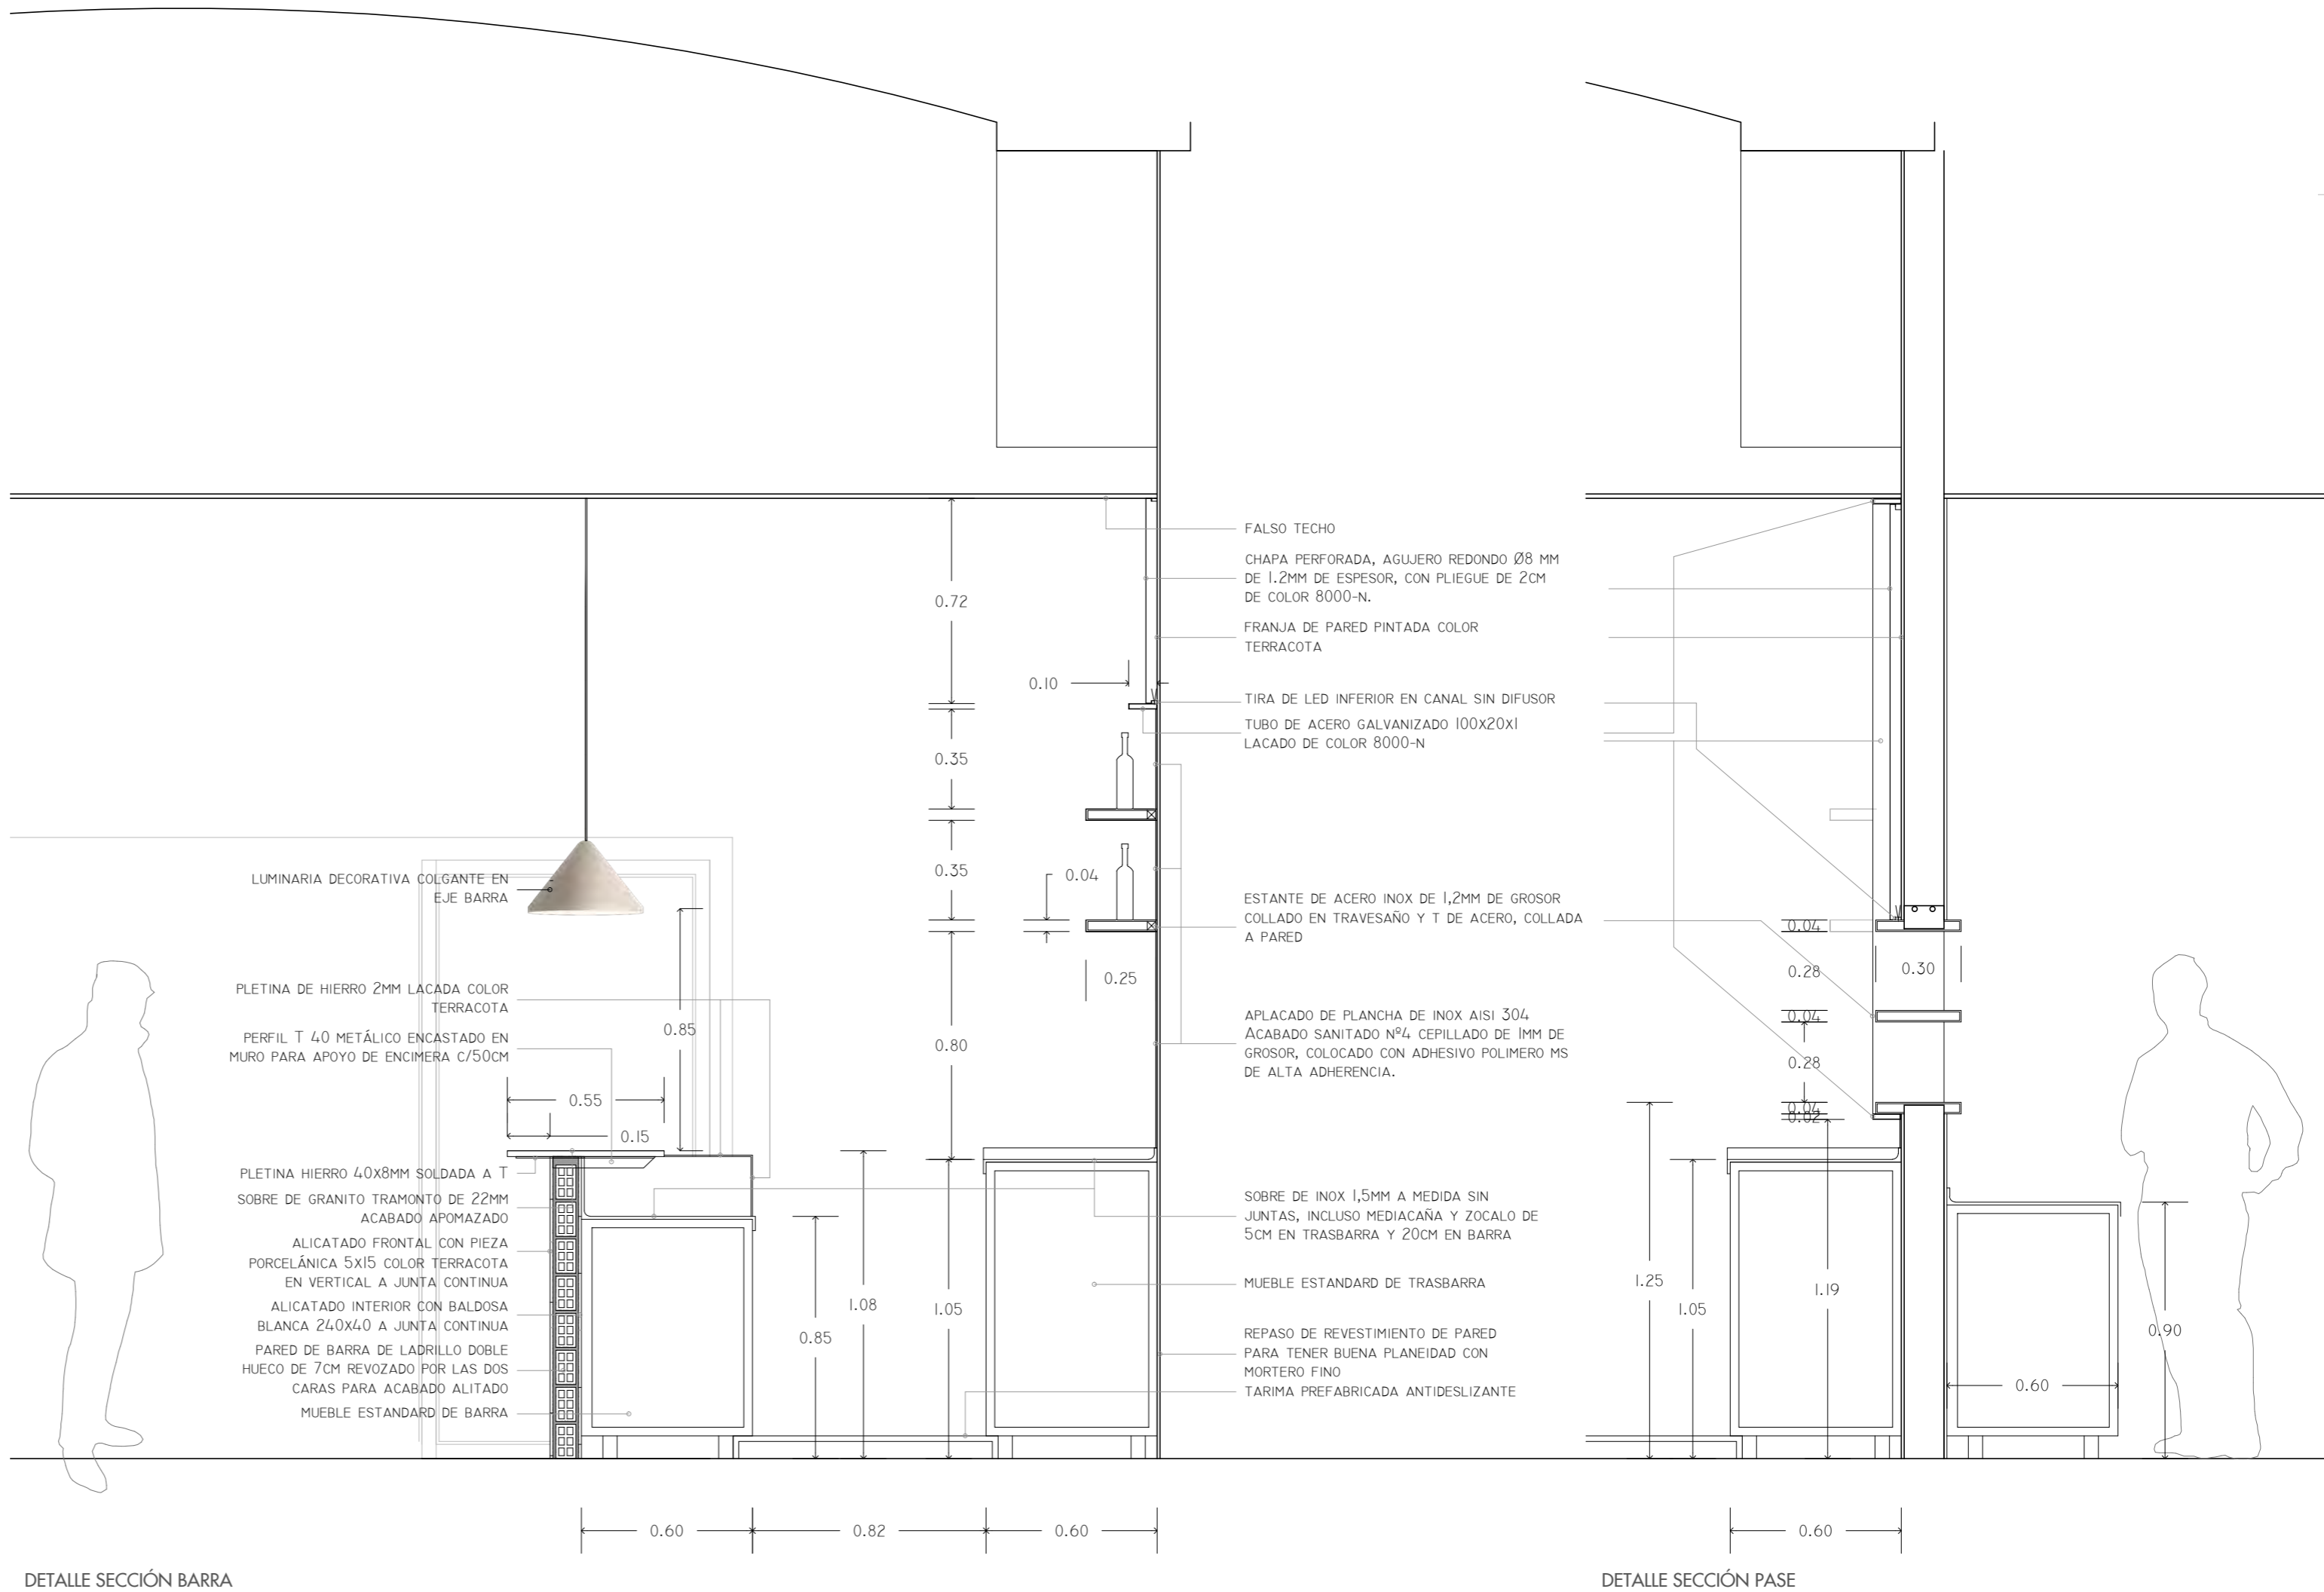 LUMINARIA DECORATIVA COLGANTE EN
EJE BARRA
PLETINA DE HIERRO 2MM LACADA COLOR
TERRACOTA
PERFIL T 40 METÁLICO ENCASTADO EN
MURO PARA APOYO DE ENCIMERA C/50CM
PLETINA HIERRO 40X8MM SOLDADA A T
SOBRE DE GRANITO TRAMONTO DE 22MM
ACABADO APOMAZADO
ALICATADO FRONTAL CON PIEZA
PORCELÁNICA 5X15 COLOR TERRACOTA
EN VERTICAL A JUNTA CONTINUA
ALICATADO INTERIOR CON BALDOSA
BLANCA 240X40 A JUNTA CONTINUA
PARED DE BARRA DE LADRILLO DOBLE
HUECO DE 7CM REVOZADO POR LAS DOS
CARAS PARA ACABADO ALITADO
MUEBLE ESTANDARD DE BARRA
0.55
0.15
0.85
0.85
1.08
1.05
0.72
0.35
0.35
0.80
0.10
0.04
0.25
0.60
0.82
0.60
DETALLE SECCIÓN BARRA
FALSO TECHO
CHAPA PERFORADA, AGUJERO REDONDO Ø8 MM
DE 1.2MM DE ESPESOR, CON PLIEGUE DE 2CM
DE COLOR 8000-N.
FRANJA DE PARED PINTADA COLOR
TERRACOTA
TIRA DE LED INFERIOR EN CANAL SIN DIFUSOR
TUBO DE ACERO GALVANIZADO 100X20X1
LACADO DE COLOR 8000-N
ESTANTE DE ACERO INOX DE 1,2MM DE GROSOR
COLLADO EN TRAVESAÑO Y T DE ACERO, COLLADA
A PARED
APLACADO DE PLANCHA DE INOX AISI 304
ACABADO SANITADO Nº4 CEPILLADO DE 1MM DE
GROSOR, COLOCADO CON ADHESIVO POLIMERO MS
DE ALTA ADHERENCIA.
SOBRE DE INOX 1,5MM A MEDIDA SIN
JUNTAS, INCLUSO MEDIACAÑA Y ZOCALO DE
5CM EN TRASBARRA Y 20CM EN BARRA
MUEBLE ESTANDARD DE TRASBARRA
REPASO DE REVESTIMIENTO DE PARED
PARA TENER BUENA PLANEIDAD CON
MORTERO FINO
TARIMA PREFABRICADA ANTIDESLIZANTE
0.04
0.28
0.30
0.04
0.28
0.04
0.02
1.25
1.05
1.19
0.90
0.60
0.60
DETALLE SECCIÓN PASE